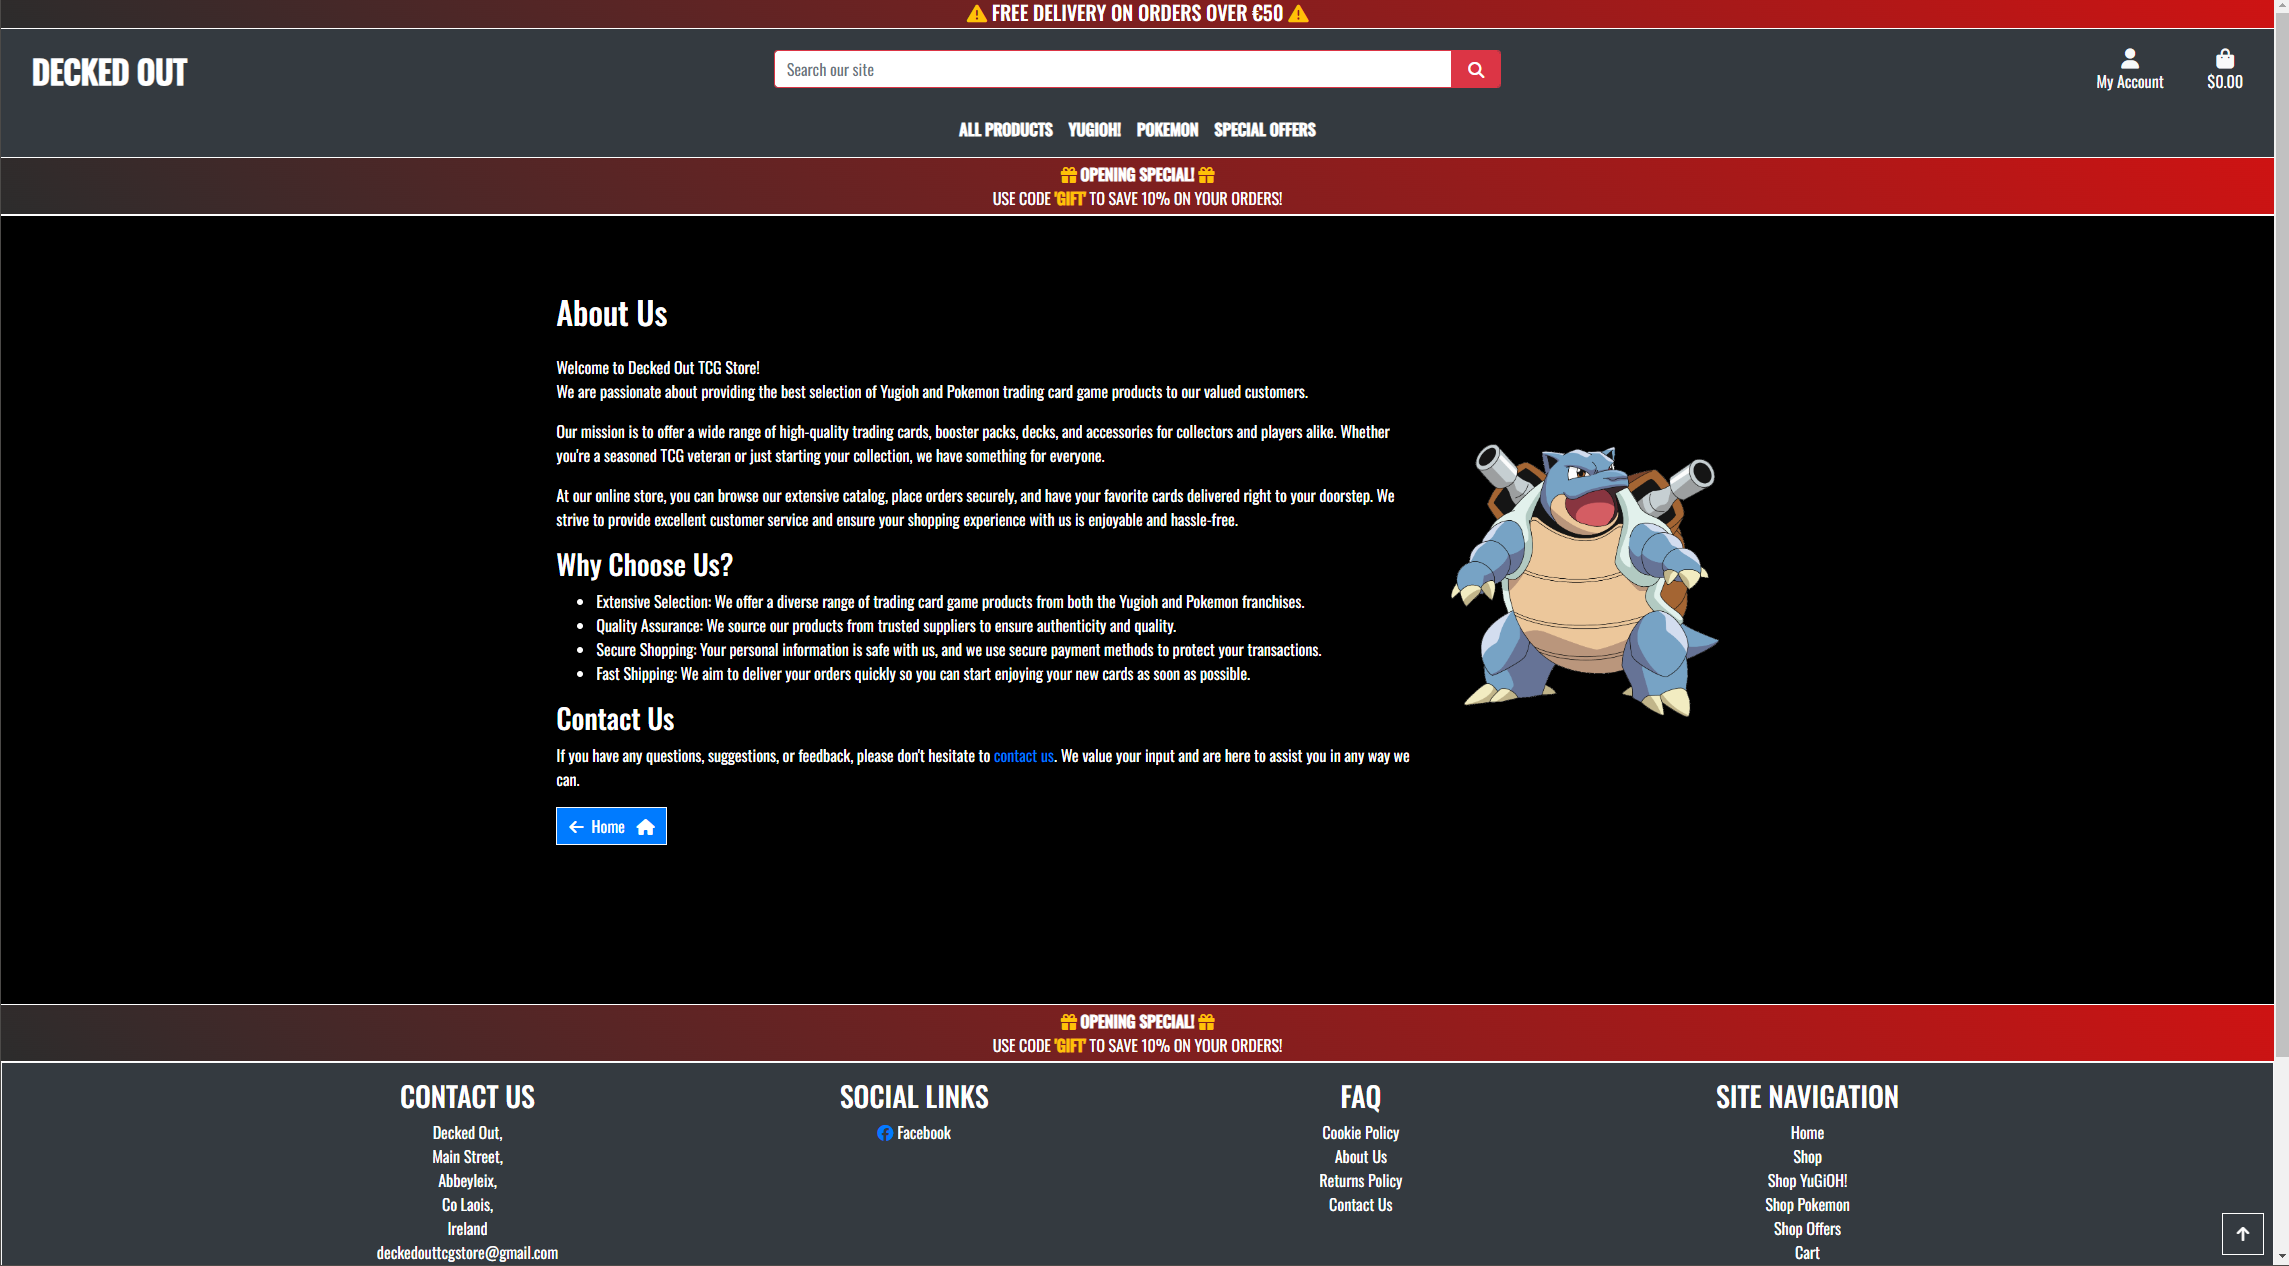 FREE DELIVERY ON ORDERS OVER €50
DECKED OUT
Search our site
My Account
$0.00
ALL PRODUCTS YUGIOH! POKEMON SPECIAL OFFERS
OPENING SPECIAL!
USE CODE 'GIFT' TO SAVE 10% ON YOUR ORDERS!
About Us
Welcome to Decked Out TCG Store!
We are passionate about providing the best selection of Yugioh and Pokemon trading card game products to our valued customers.
Our mission is to offer a wide range of high-quality trading cards, booster packs, decks, and accessories for collectors and players alike. Whether
you're a seasoned TCG veteran or just starting your collection, we have something for everyone.
At our online store, you can browse our extensive catalog, place orders securely, and have your favorite cards delivered right to your doorstep. We
strive to provide excellent customer service and ensure your shopping experience with us is enjoyable and hassle-free.
Why Choose Us?
• Extensive Selection: We offer a diverse range of trading card game products from both the Yugioh and Pokemon franchises.
• Quality Assurance: We source our products from trusted suppliers to ensure authenticity and quality.
• Secure Shopping: Your personal information is safe with us, and we use secure payment methods to protect your transactions.
• Fast Shipping: We aim to deliver your orders quickly so you can start enjoying your new cards as soon as possible.
Contact Us
If you have any questions, suggestions, or feedback, please don't hesitate to contact us. We value your input and are here to assist you in any way we
can.
Home
OPENING SPECIAL!
USE CODE 'GIFT' TO SAVE 10% ON YOUR ORDERS!
CONTACT US
Decked Out,
Main Street,
Abbeyleix,
Co Laois,
Ireland
deckedouttcgstore@gmail.com
SOCIAL LINKS
Facebook
FAQ
Cookie Policy
About Us
Returns Policy
Contact Us
SITE NAVIGATION
Home
Shop
Shop YuGiOH!
Shop Pokemon
Shop Offers
Cart